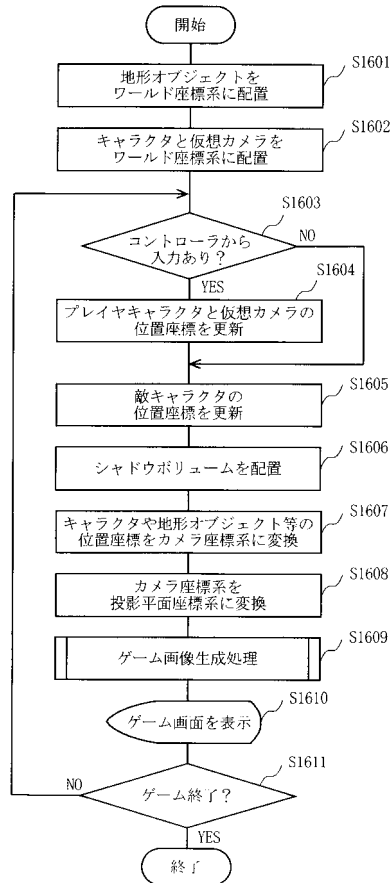 開始
S1601
地形オブジェクトを
ワールド座標系に配置
S1602
キャラクタと仮想カメラを
ワールド座標系に配置
S1603
コントローラから
入力あり?
NO
YES
S1604
プレイヤキャラクタと仮想カメラの
位置座標を更新
S1605
敵キャラクタの
位置座標を更新
S1606
シャドウボリュームを配置
S1607
キャラクタや地形オブジェクト等の
位置座標をカメラ座標系に変換
S1608
カメラ座標系を
投影平面座標系に変換
S1609
ゲーム画像生成処理
S1610
ゲーム画面を表示
S1611
NO
ゲーム終了?
YES
終了